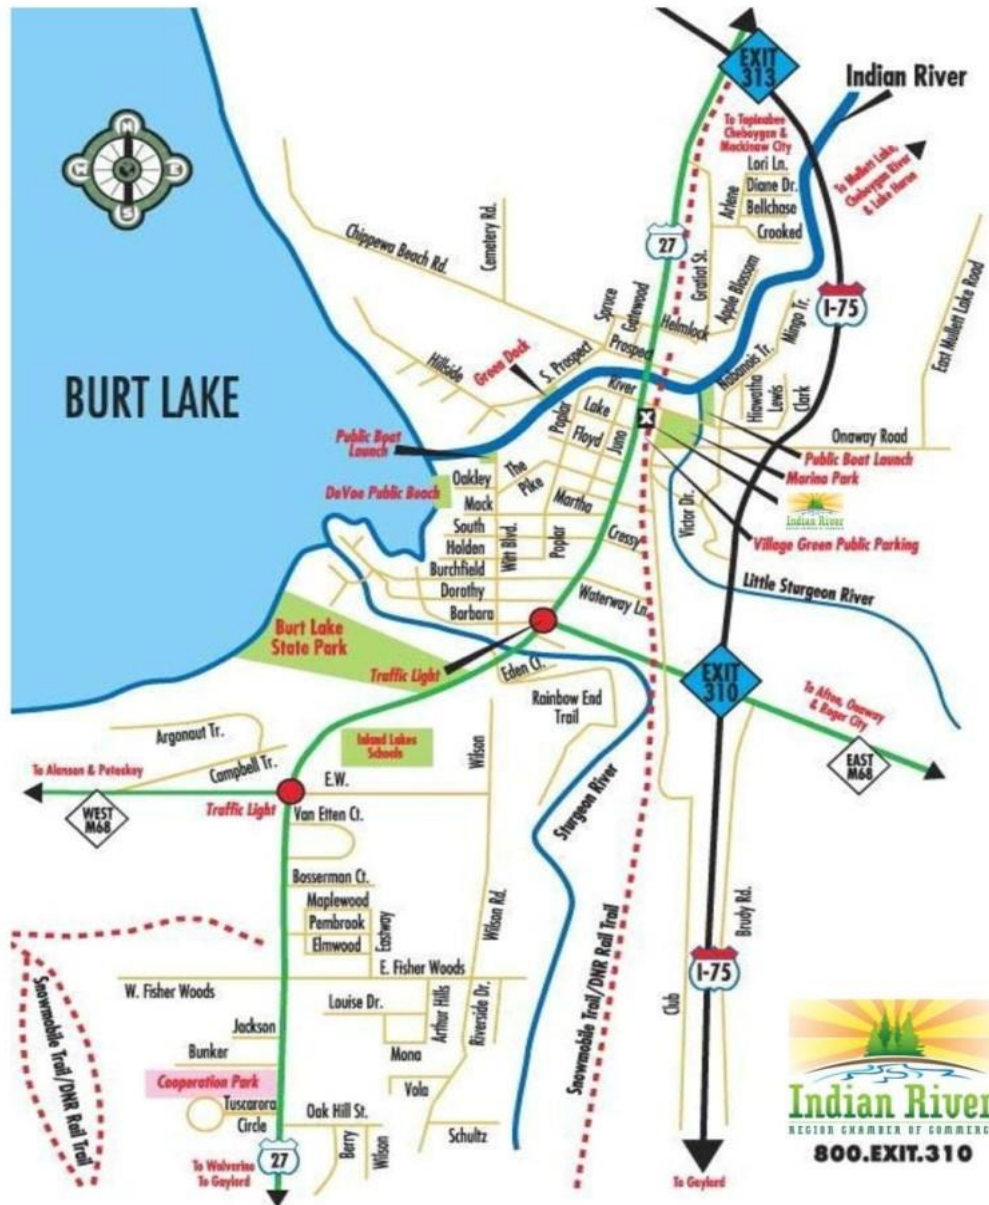 EXIT
313
Indian River
To Topinabee
Cheboygan &
Mackinaw City
To Mullett Lake,
Cheboygan River
& Lake Huron
Lori Ln.
Diane Dr.
Bellchase
Crooked
Arlene
Gratiot St.
Apple Blossom
27
I-75
N
S
Chippewa Beach Rd.
Cemetery Rd.
Spruce
Gatewood
Helmlock
Prospect
S. Prospect
Hillside
Green Dock
Nabanois Tr.
Mingo Tr.
Hiawatha
Lewis
Clark
East Mullett Lake Road
BURT LAKE
River
Lake
Poplar
Floyd
Juno
X
Onaway Road
Public Boat
Launch
Public Boat Launch
Marina Park
Indian River
Village Green Public Parking
DeVoe Public Beach
Oakley
The
Pike
Mack
Martha
South
Holden
Witt Blvd.
Poplar
Cressy
Victor Dr.
Burchfield
Dorothy
Barbara
Waterway Ln.
Little Sturgeon River
Burt Lake
State Park
Traffic Light
Eden Ct.
EXIT
310
Rainbow End
Trail
To Afton, Onaway
& Roger City
EAST
M68
Argonaut Tr.
Campbell Tr.
Inland Lakes
Schools
Wilson
To Alanson & Petoskey
WEST
M68
Traffic Light
E.W.
Van Etten Ct.
Sturgeon River
Bosserman Ct.
Maplewood
Pembrook
Elmwood
Eastway
Wilson Rd.
Brudy Rd.
I-75
E. Fisher Woods
W. Fisher Woods
Louise Dr.
Arthur Hills
Riverside Dr.
Snowmobile Trail/DNR Rail Trail
Snowmobile Trail/DNR Rail Trail
Club
Jackson
Bunker
Mona
Vola
Cooperation Park
Tuscarora
Circle
Oak Hill St.
Berry
Wilson
Schultz
27
To Wolverine
To Gaylord
To Gaylord
Indian River
REGION CHAMBER OF COMMERC
800.EXIT.310